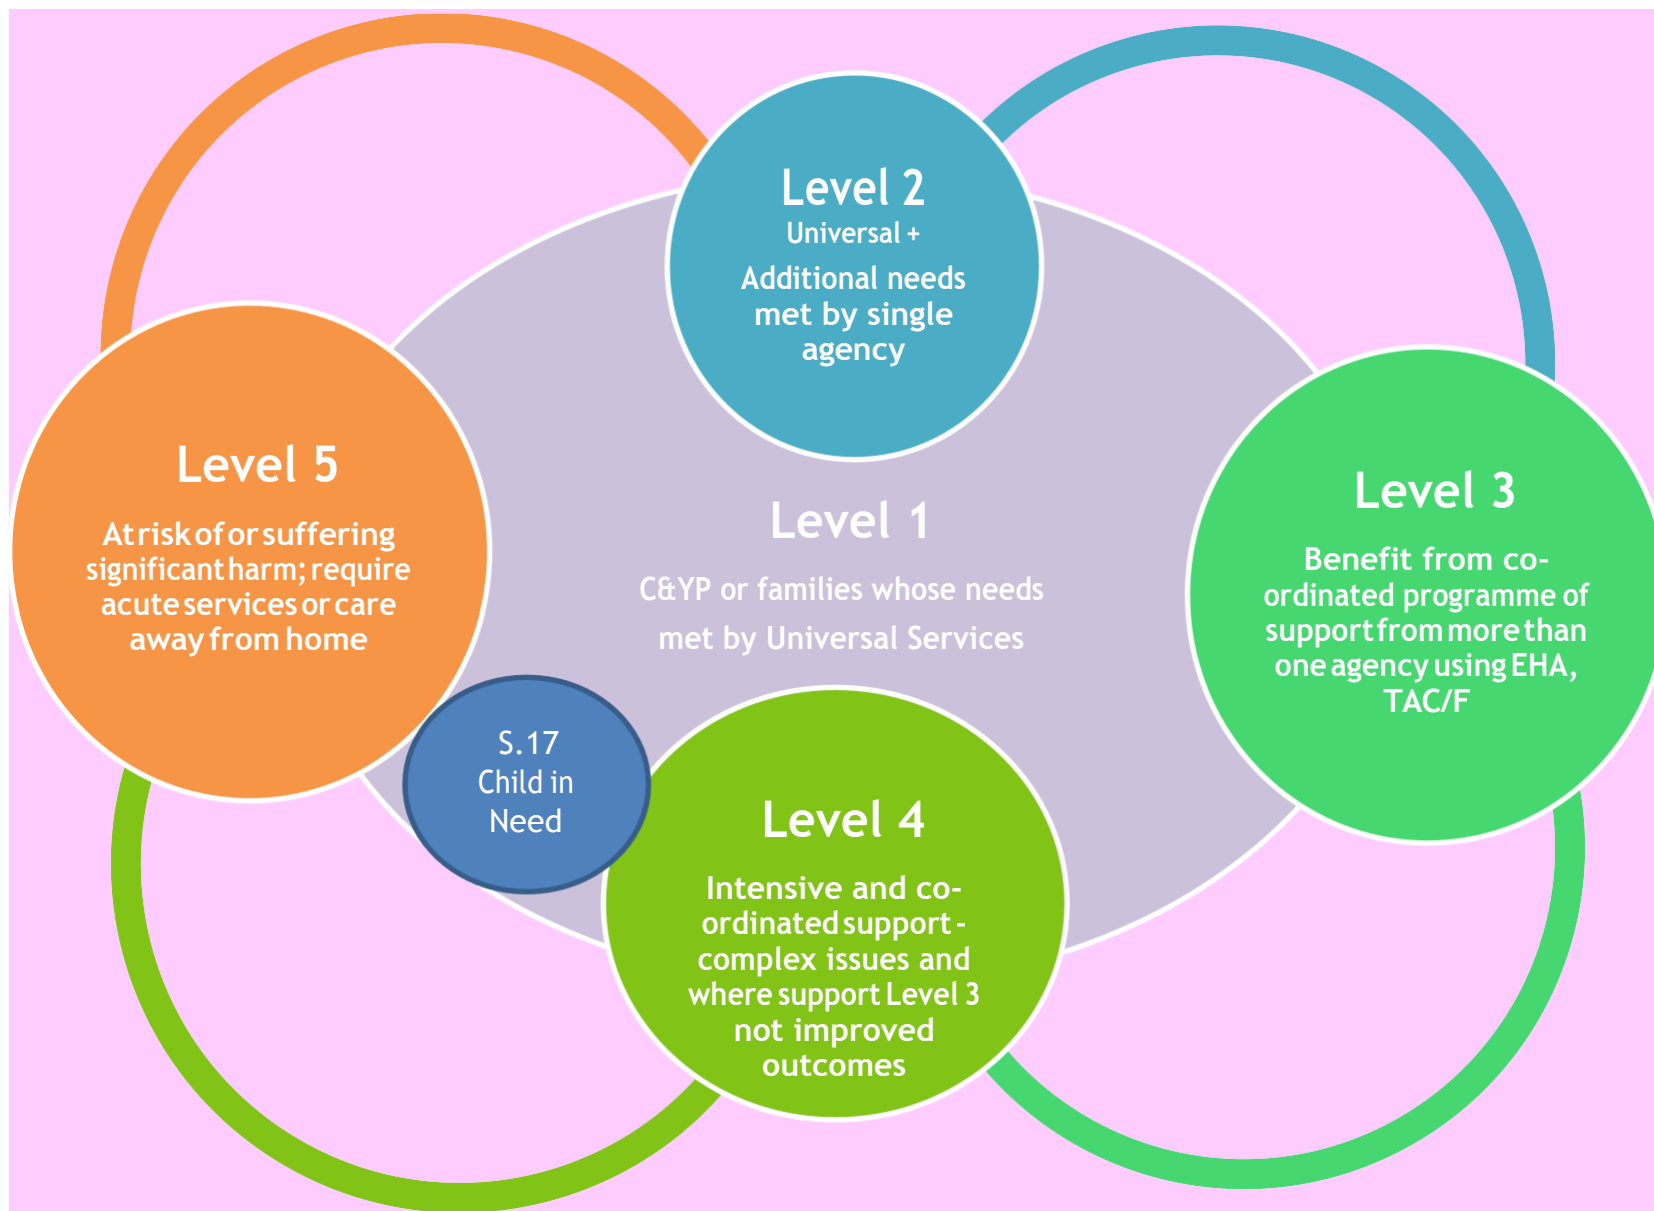 Level 2
Universal +
Additional needs
met by single
agency
Level 5
At risk of or suffering
significant harm; require
acute services or care
away from home
Level 1
C&YP or families whose needs
met by Universal Services
Level 3
Benefit from co-
ordinated programme of
support from more than
one agency using EHA,
TAC/F
S.17
Child in
Need
Level 4
Intensive and co-
ordinated support -
complex issues and
where support Level 3
not improved
outcomes